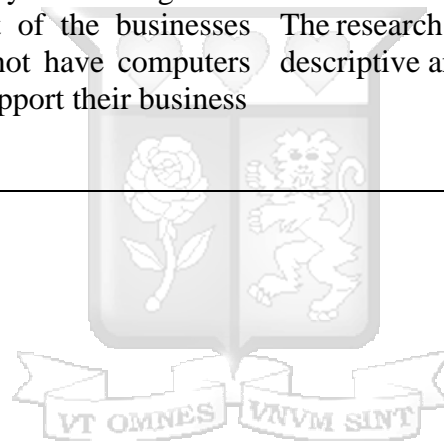 t of the businesses
not have computers
pport their business
The research
descriptive a
VT OMNES VNVM SINT